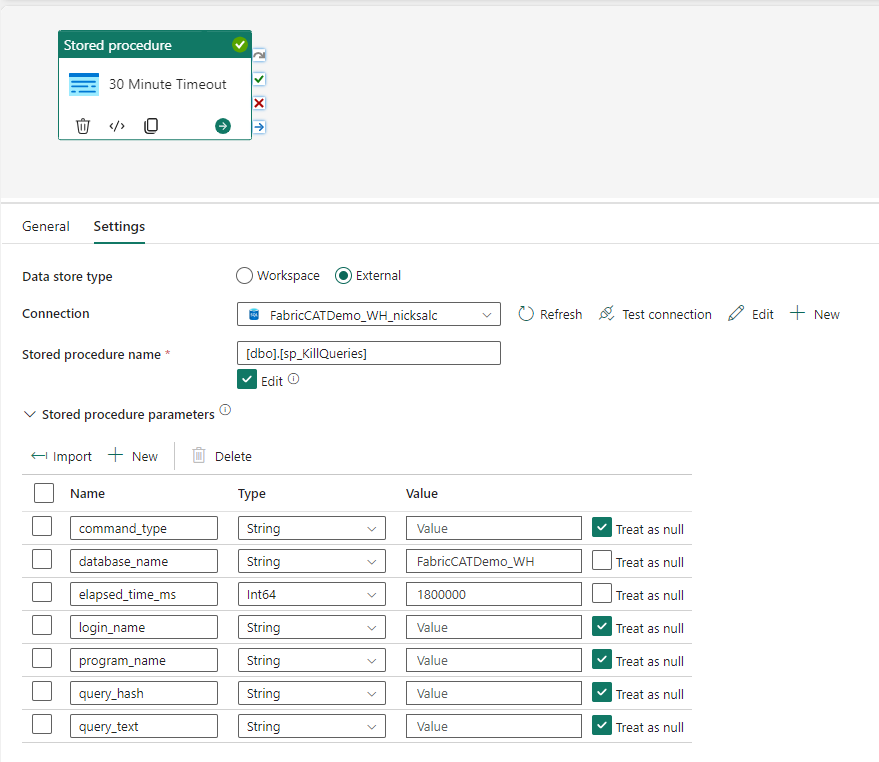 Stored procedure
30 Minute Timeout
General Settings
Data store type Workspace External
Connection FabricCATDemo_WH_nicksalc Refresh Test connection Edit New
Stored procedure name * [dbo].[sp_KillQueries]
Edit
Stored procedure parameters
Import New Delete
Name Type Value
command_type String Value Treat as null
database_name String FabricCATDemo_WH Treat as null
elapsed_time_ms Int64 1800000 Treat as null
login_name String Value Treat as null
program_name String Value Treat as null
query_hash String Value Treat as null
query_text String Value Treat as null